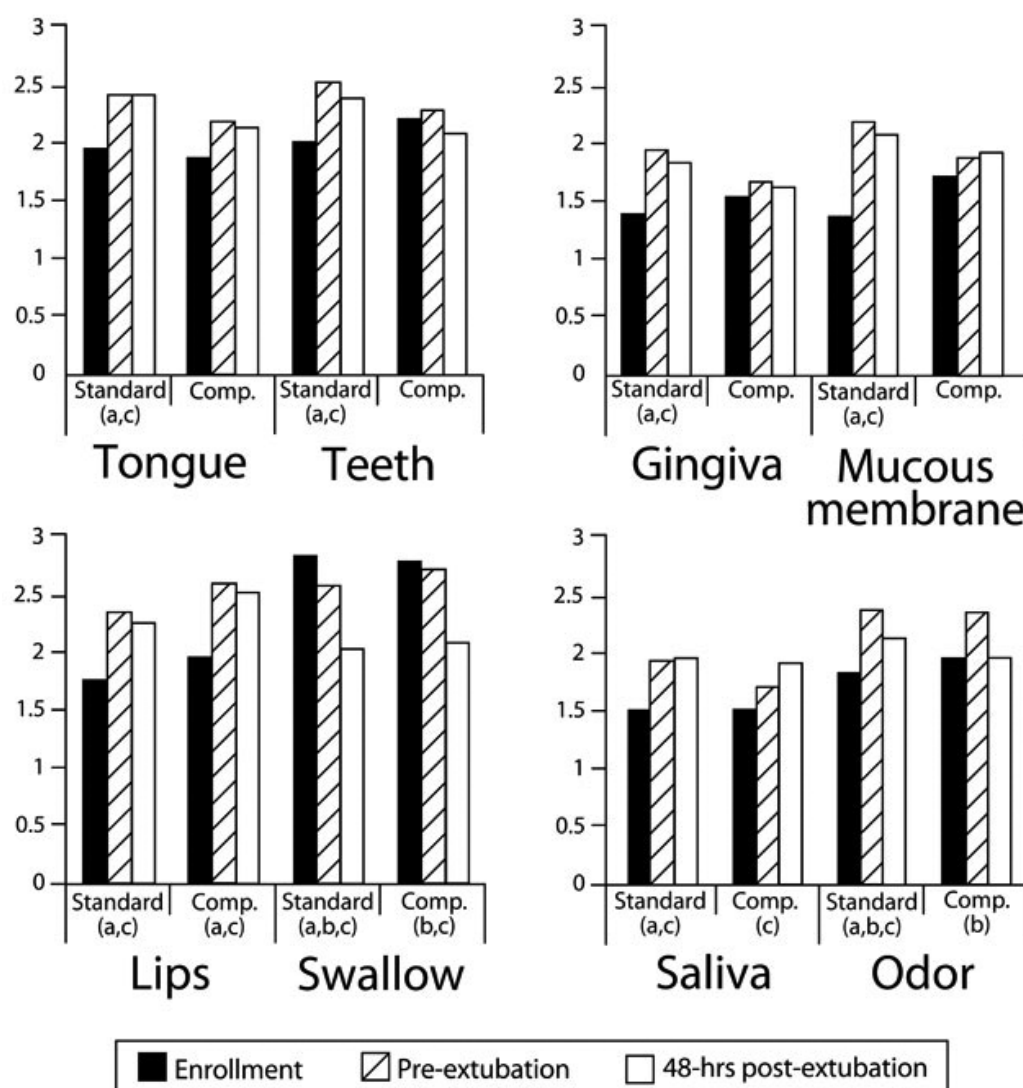 3
2.5
2
1.5
1
0.5
0
Standard Comp. Standard Comp.
(a,c) (a,c)
Tongue Teeth
3
2.5
2
1.5
1
0.5
0
Standard Comp. Standard Comp.
(a,c) (a,c)
Gingiva Mucous
membrane
3
2.5
2
1.5
1
0.5
0
Standard Comp. Standard Comp.
(a,c) (a,c) (a,b,c) (b,c)
Lips Swallow
3
2.5
2
1.5
1
0.5
0
Standard Comp. Standard Comp.
(a,c) (c) (a,b,c) (b)
Saliva Odor
Enrollment Pre-extubation 48-hrs post-extubation